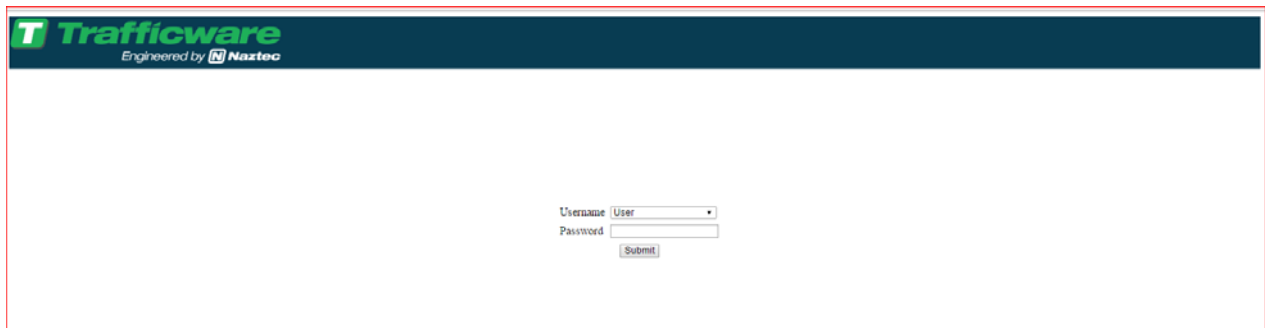 T Trafficware
Engineered by N Naztec
Username User
Password
Submit